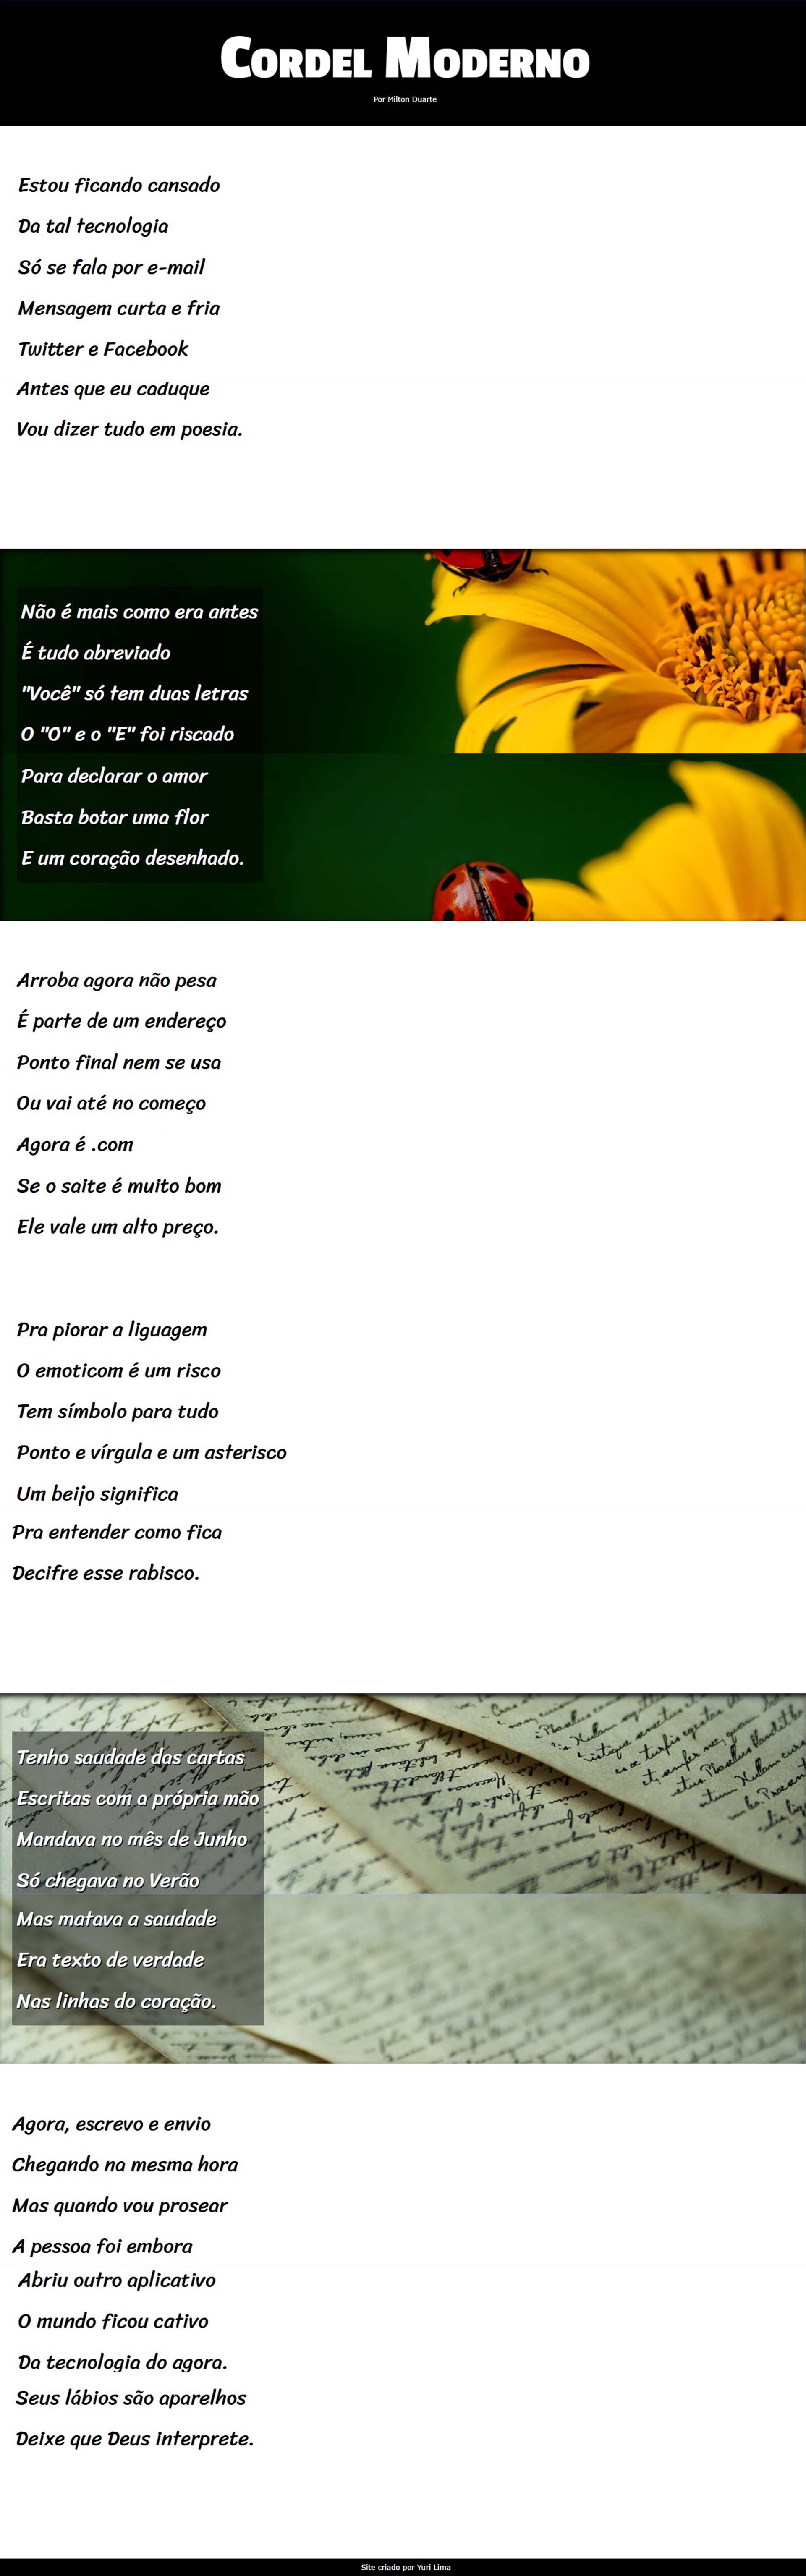 Cordel Moderno
Por Milton Duarte
Estou ficando cansado
Da tal tecnologia
Só se fala por e-mail
Mensagem curta e fria
Twitter e Facebook
Antes que eu caduque
Vou dizer tudo em poesia.
Não é mais como era antes
É tudo abreviado
"Você" só tem duas letras
O "O" e o "E" foi riscado
Para declarar o amor
Basta botar uma flor
E um coração desenhado.
Arroba agora não pesa
É parte de um endereço
Ponto final nem se usa
Ou vai até no começo
Agora é .com
Se o saite é muito bom
Ele vale um alto preço.
Pra piorar a liguagem
O emoticom é um risco
Tem símbolo para tudo
Ponto e vírgula e um asterisco
Um beijo significa
Pra entender como fica
Decifre esse rabisco.
Tenho saudade das cartas
Escritas com a própria mão
Mandava no mês de Junho
Só chegava no Verão
Mas matava a saudade
Era texto de verdade
Nas linhas do coração.
Agora, escrevo e envio
Chegando na mesma hora
Mas quando vou prosear
A pessoa foi embora
Abriu outro aplicativo
O mundo ficou cativo
Da tecnologia do agora.
Seus lábios são aparelhos
Deixe que Deus interprete.
Site criado por Yuri Lima